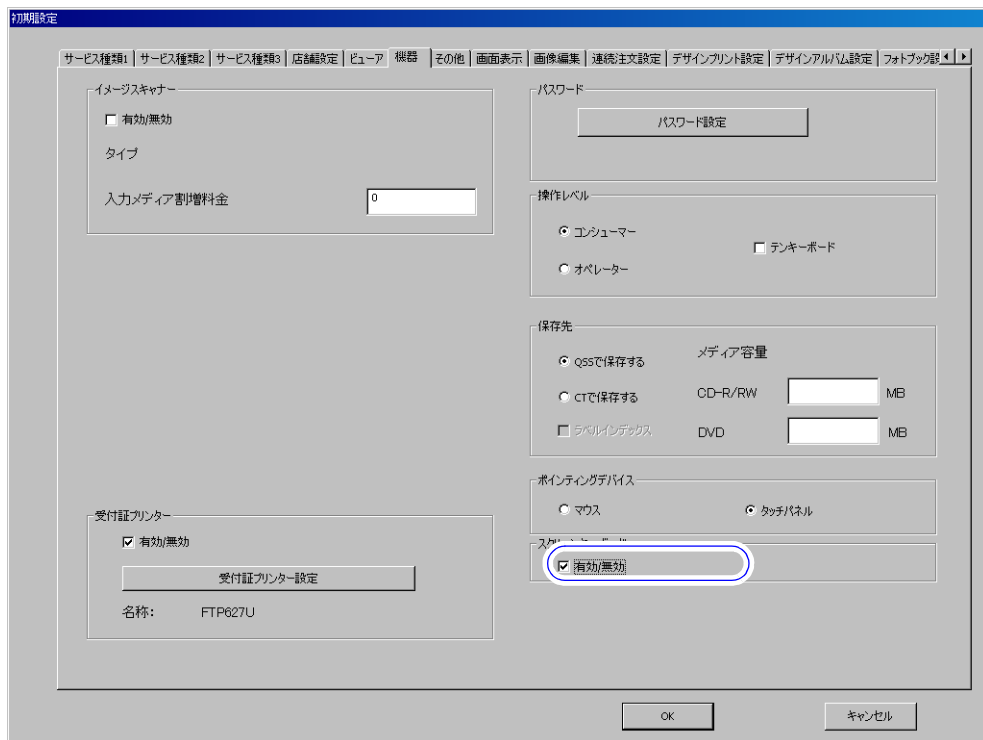 初期設定
サービス種類1 サービス種類2 サービス種類3 店舗設定 ビューア 機器 その他 画面表示 画像編集 連続注文設定 デザインプリント設定 デザインアルバム設定 フォトブック設
イメージスキャナー
有効/無効
タイプ
入力メディア割増料金 0
受付証プリンター
有効/無効
受付証プリンター設定
名称: FTP627U
パスワード
パスワード設定
操作レベル
コンシューマー
テンキーボード
オペレーター
保存先
QSSで保存する
メディア容量
CTで保存する
CD-R/RW MB
ラベルインデックス
DVD MB
ポインティングデバイス
マウス タッチパネル
有効/無効
OK キャンセル